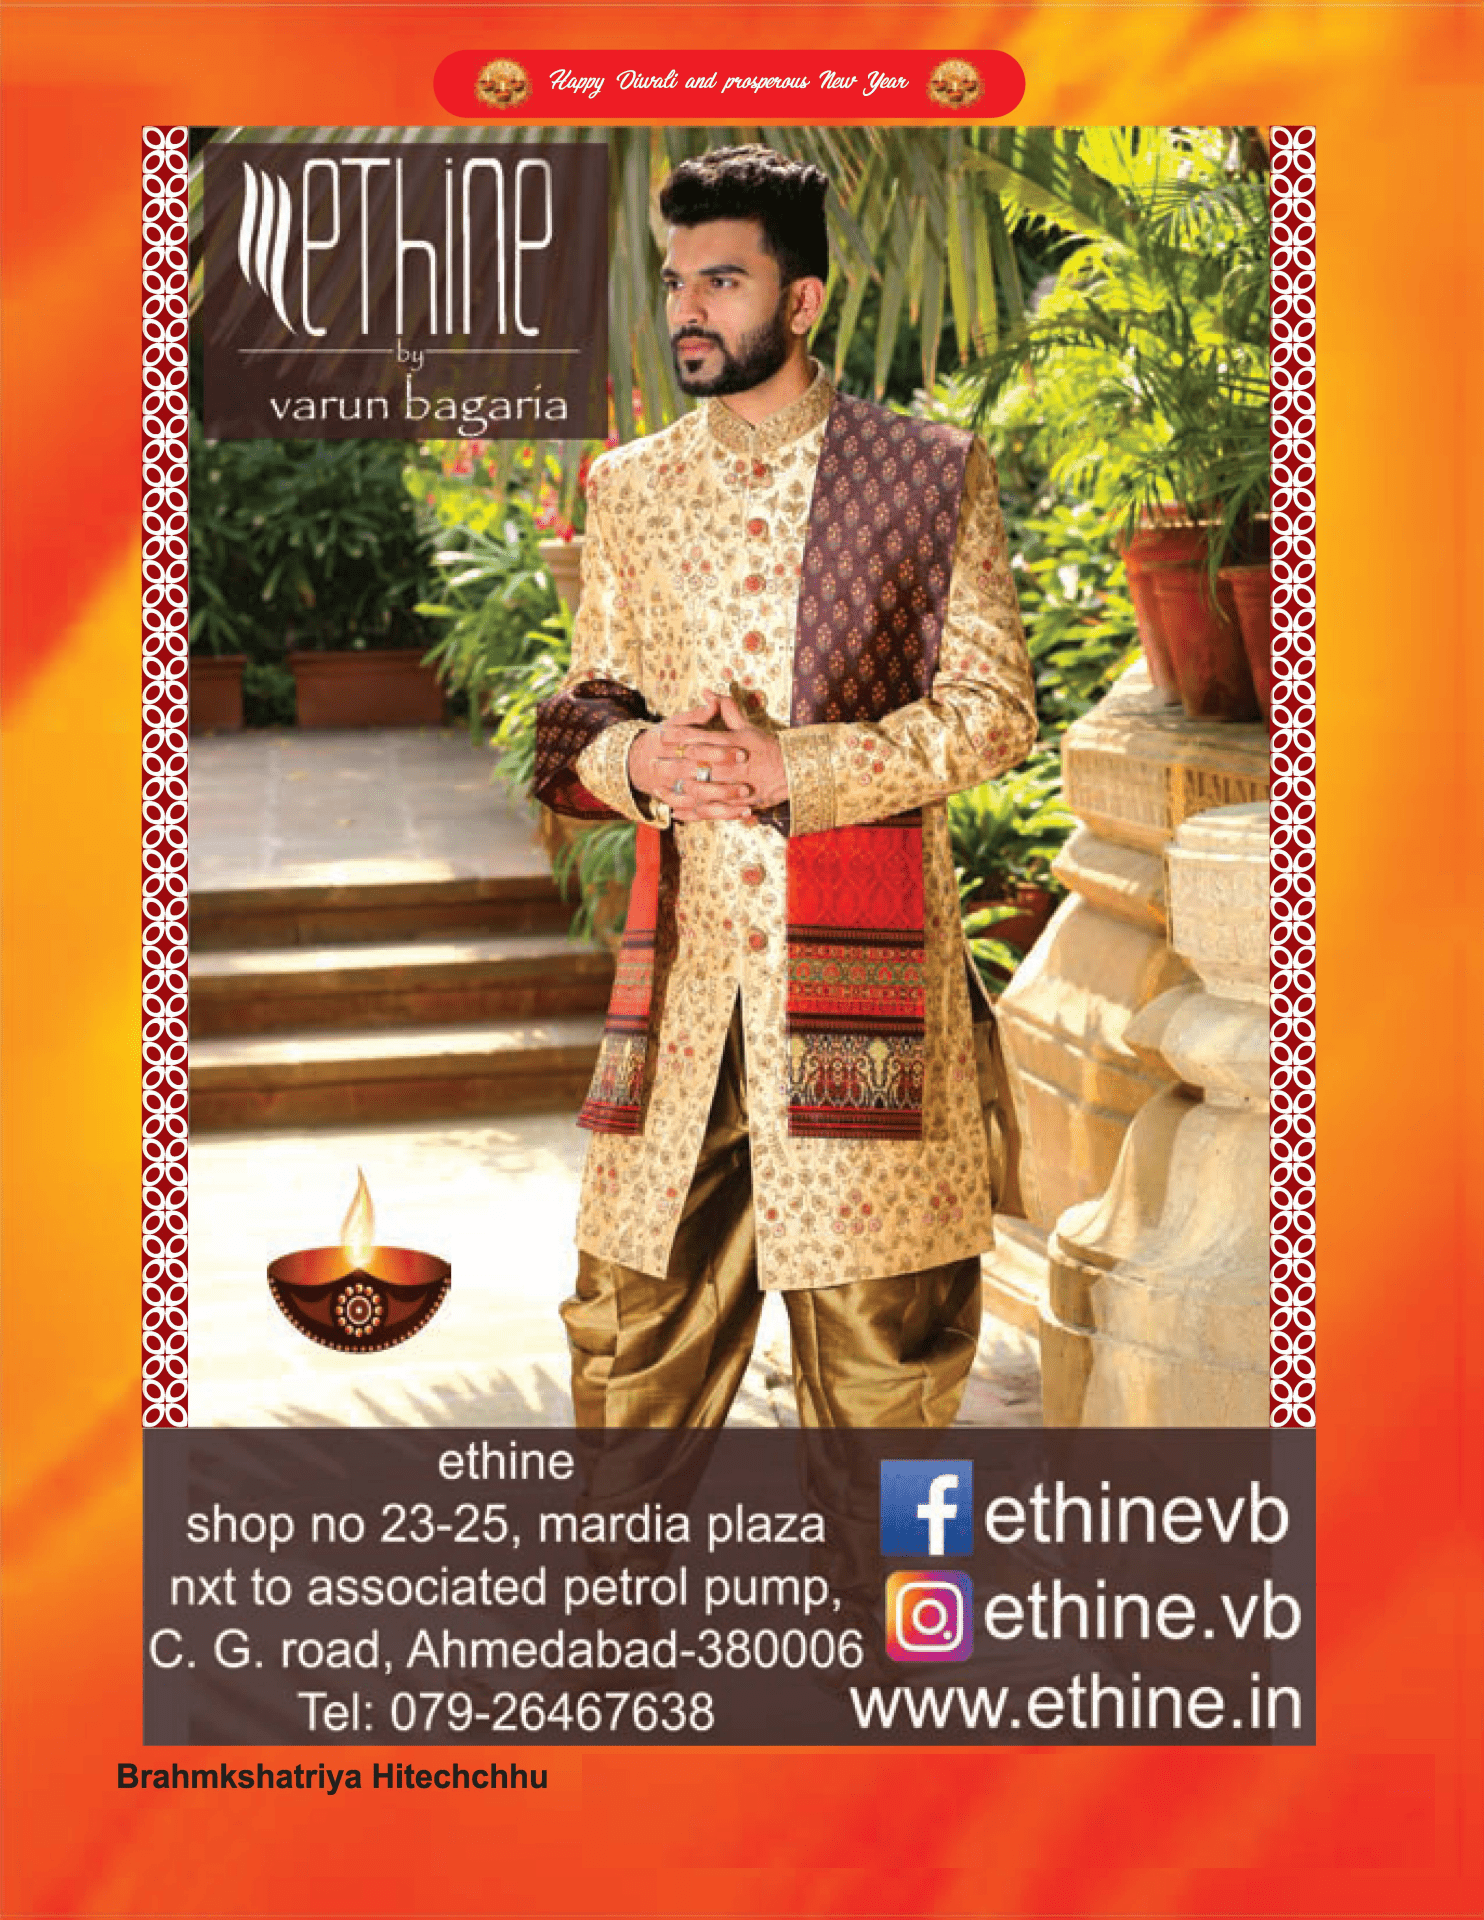 Happy Diwali and prosperous New Year
eThine
by
varun bagaria
ethine
shop no 23-25, mardia plaza
nxt to associated petrol pump,
C. G. road, Ahmedabad-380006
Tel: 079-26467638
ethinevb
ethine.vb
www.ethine.in
Brahmkshatriya Hitechchhu